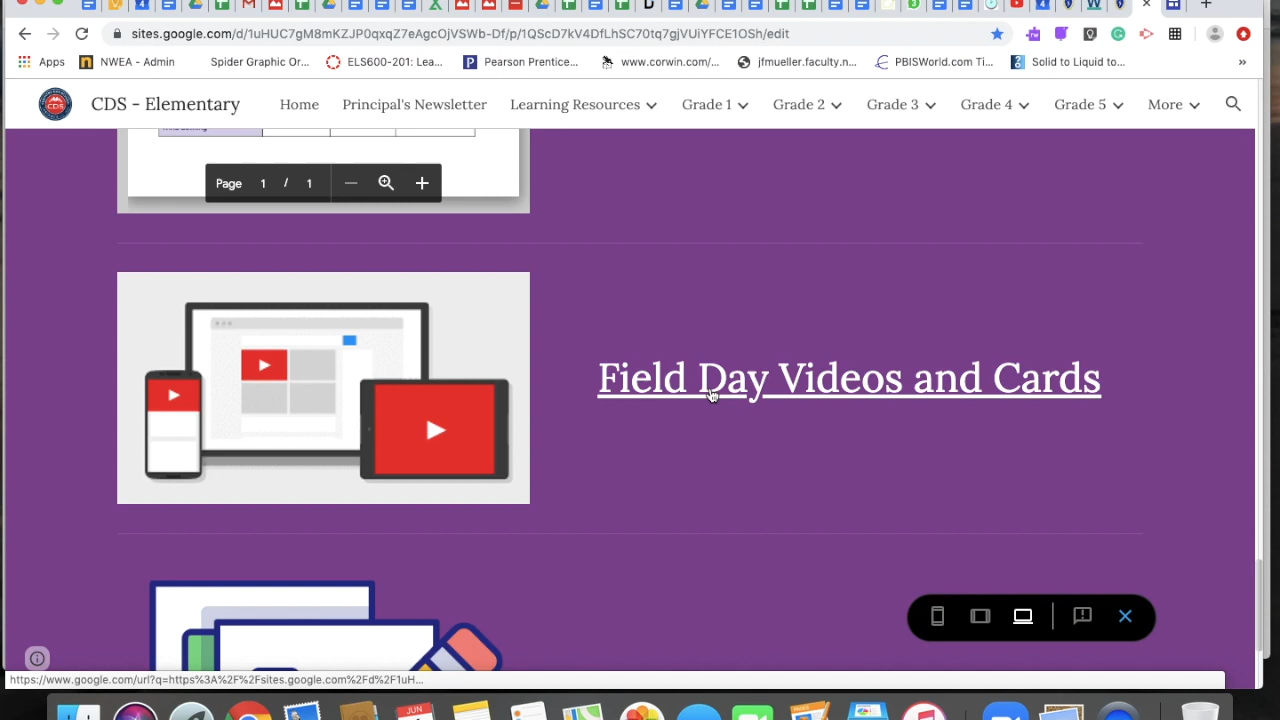 sites.google.com/d/1uHUC7gM8mKZJP0qxqZ7eAgcOjVSWb-Df/p/1QScD7kV4DfLhSC70tq7gjVUiYFCE1OSh/edit
Apps NWEA - Admin Spider Graphic Or... ELS600-201: Lea... Pearson Prentice... www.corwin.com/... jfmueller.faculty.n... PBISWorld.com Ti... Solid to Liquid to... »
CDS CDS - Elementary Home Principal's Newsletter Learning Resources Grade 1 Grade 2 Grade 3 Grade 4 Grade 5 More
Page 1 / 1
Field Day Videos and Cards
https://www.google.com/url?q=https%3A%2F%2Fsites.google.com%2Fd%2F1uH...
JUN